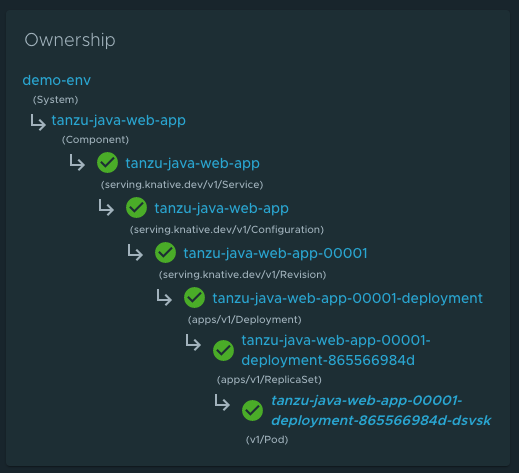 Ownership
demo-env
(System)
tanzu-java-web-app
(Component)
tanzu-java-web-app
(serving.knative.dev/v1/Service)
tanzu-java-web-app
(serving.knative.dev/v1/Configuration)
tanzu-java-web-app-00001
(serving.knative.dev/v1/Revision)
tanzu-java-web-app-00001-deployment
(apps/v1/Deployment)
tanzu-java-web-app-00001-
deployment-865566984d
(apps/v1/ReplicaSet)
tanzu-java-web-app-00001-
deployment-865566984d-dsvsk
(v1/Pod)